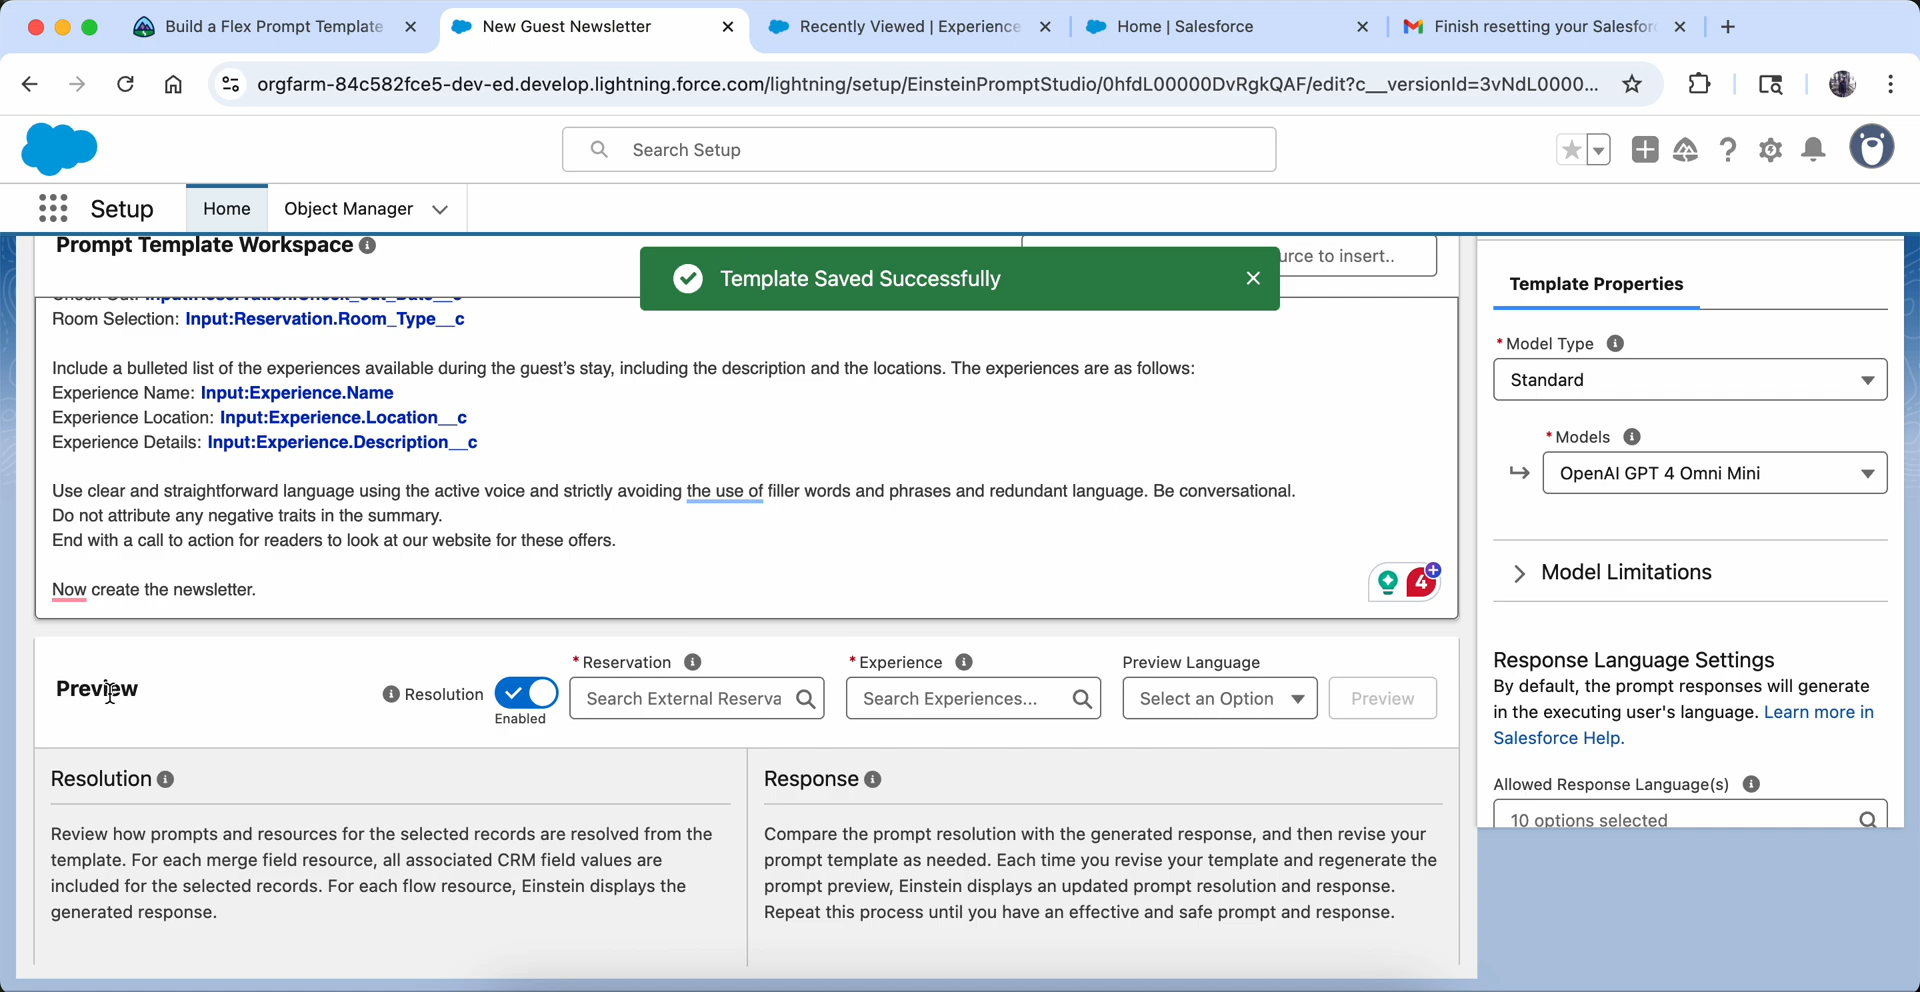 Build a Flex Prompt Template
New Guest Newsletter
Recently Viewed | Experience
Home | Salesforce
Finish resetting your Salesfor
orgfarm-84c582fce5-dev-ed.develop.lightning.force.com/lightning/setup/EinsteinPromptStudio/0hfdL00000DvRgkQAF/edit?c__versionId=3vNdL0000...
Search Setup
Setup
Home
Object Manager
Prompt Template Workspace
urce to insert..
Template Saved Successfully
Room Selection: Input:Reservation.Room_Type__c
Include a bulleted list of the experiences available during the guest's stay, including the description and the locations. The experiences are as follows:
Experience Name: Input:Experience.Name
Experience Location: Input:Experience.Location__c
Experience Details: Input:Experience.Description__c
Use clear and straightforward language using the active voice and strictly avoiding the use of filler words and phrases and redundant language. Be conversational.
Do not attribute any negative traits in the summary.
End with a call to action for readers to look at our website for these offers.
Now create the newsletter.
4
Preview
Resolution
Enabled
* Reservation
Search External Reserva
* Experience
Search Experiences...
Preview Language
Select an Option
Preview
Resolution
Review how prompts and resources for the selected records are resolved from the
template. For each merge field resource, all associated CRM field values are
included for the selected records. For each flow resource, Einstein displays the
generated response.
Response
Compare the prompt resolution with the generated response, and then revise your
prompt template as needed. Each time you revise your template and regenerate the
prompt preview, Einstein displays an updated prompt resolution and response.
Repeat this process until you have an effective and safe prompt and response.
Template Properties
* Model Type
Standard
* Models
OpenAI GPT 4 Omni Mini
Model Limitations
Response Language Settings
By default, the prompt responses will generate
in the executing user's language. Learn more in
Salesforce Help.
Allowed Response Language(s)
10 options selected